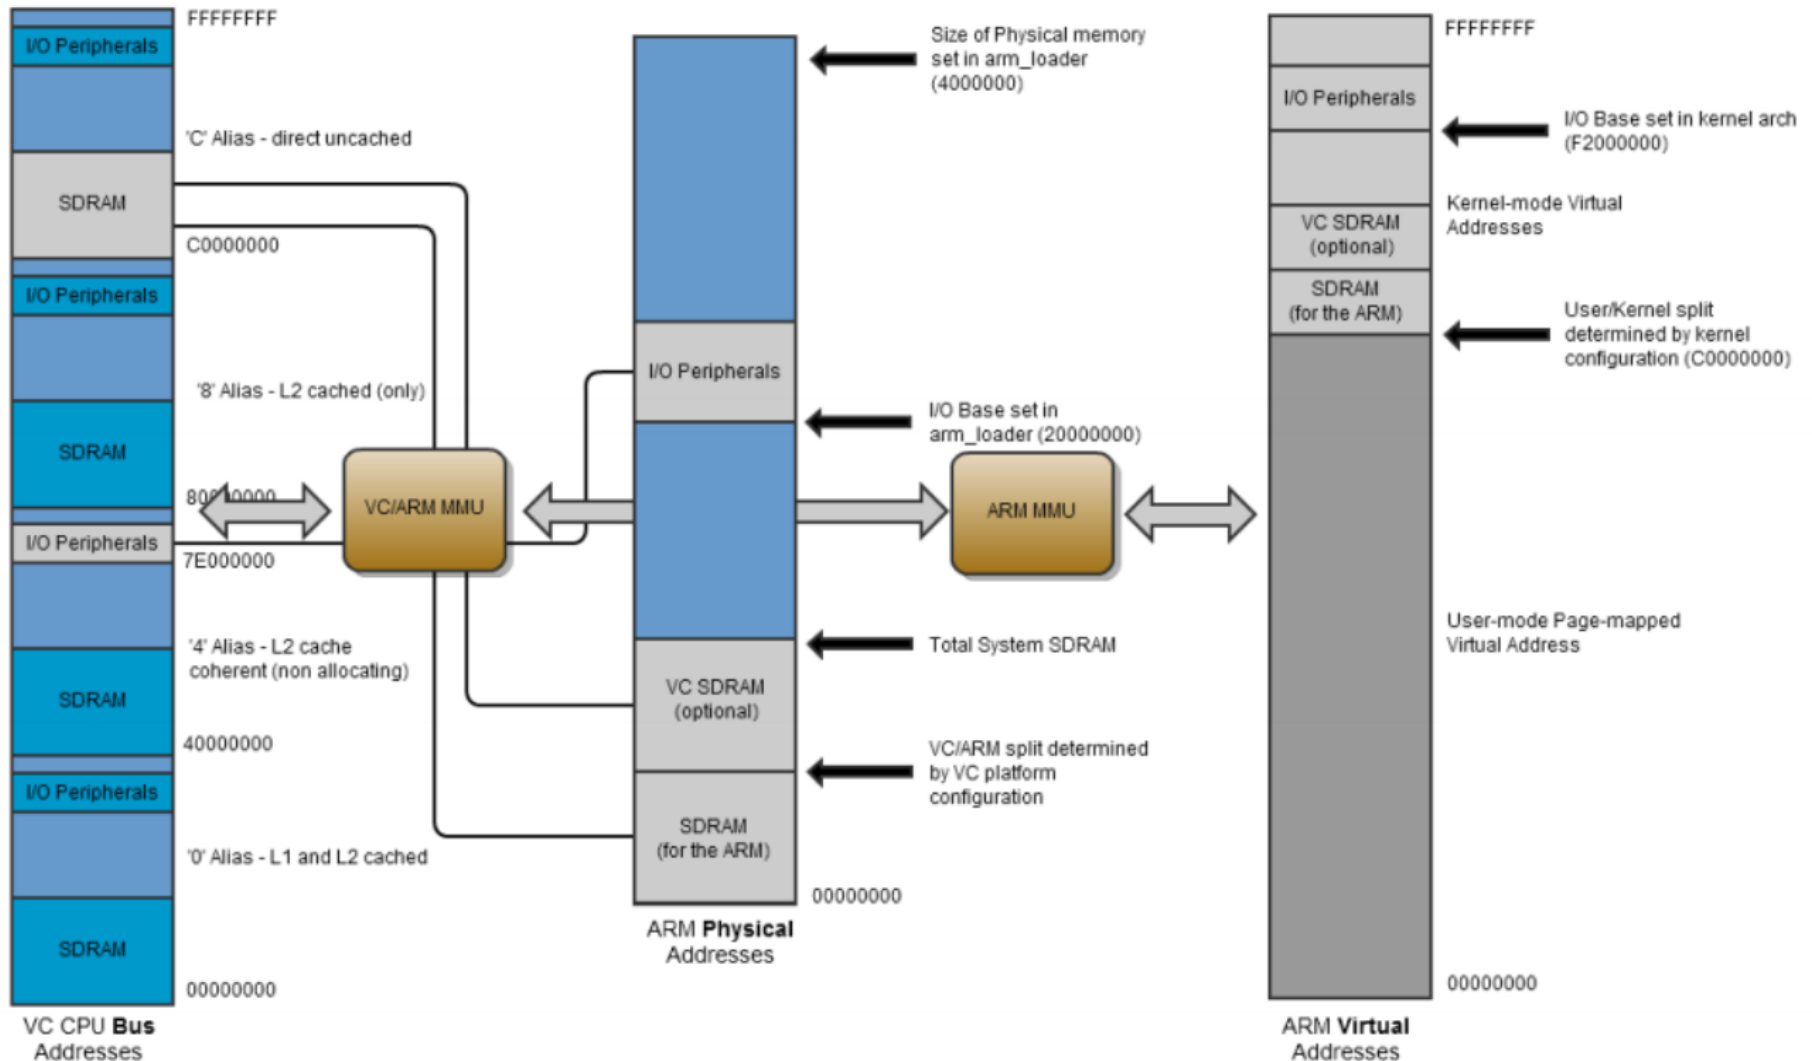 FFFFFFFF
I/O Peripherals
'C' Alias - direct uncached
SDRAM
C0000000
I/O Peripherals
'8' Alias - L2 cached (only)
SDRAM
I/O Peripherals
7E000000
'4' Alias - L2 cache
coherent (non allocating)
SDRAM
40000000
I/O Peripherals
'0' Alias - L1 and L2 cached
SDRAM
00000000
VC CPU Bus
Addresses
VC/ARM MMU
Size of Physical memory
set in arm_loader
(4000000)
I/O Peripherals
I/O Base set in
arm_loader (20000000)
Total System SDRAM
VC SDRAM
(optional)
VC/ARM split determined
by VC platform
configuration
SDRAM
(for the ARM)
00000000
ARM Physical
Addresses
ARM MMU
FFFFFFFF
I/O Peripherals
I/O Base set in kernel arch
(F2000000)
Kernel-mode Virtual
Addresses
VC SDRAM
(optional)
SDRAM
(for the ARM)
User/Kernel split
determined by kernel
configuration (C0000000)
User-mode Page-mapped
Virtual Address
00000000
ARM Virtual
Addresses